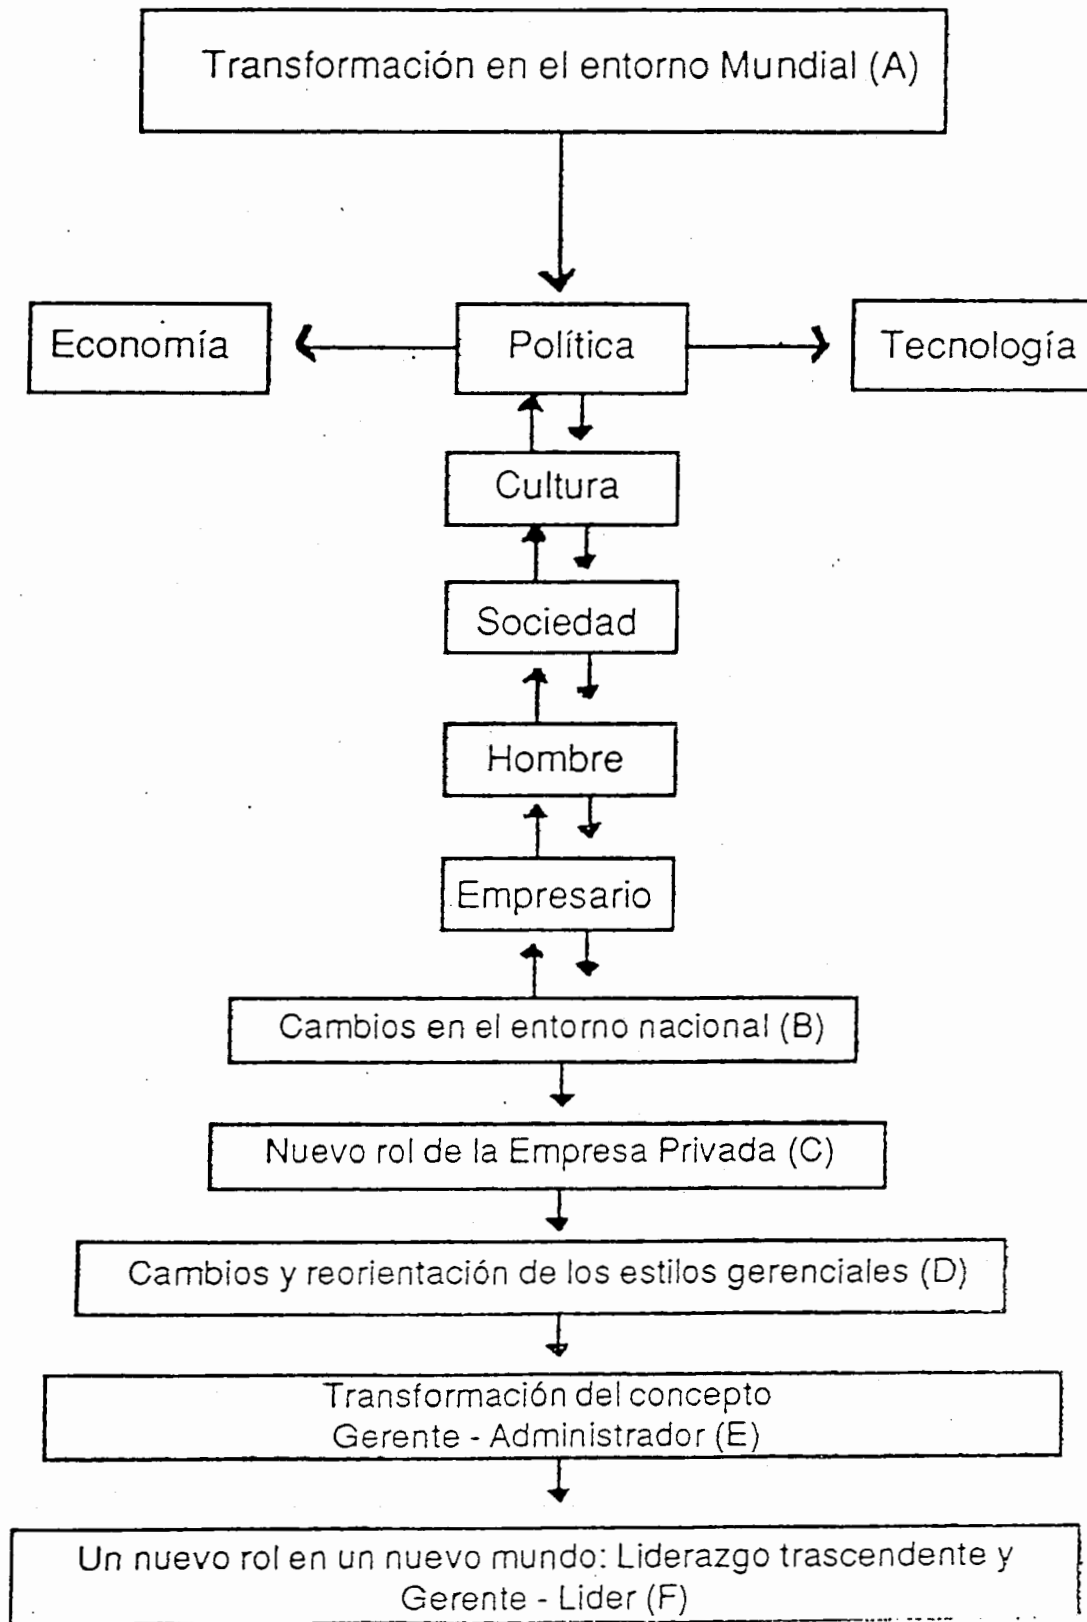 Transformación en el entorno Mundial (A)
Economía
Política
Tecnología
Cultura
Sociedad
Hombre
Empresario
Cambios en el entorno nacional (B)
Nuevo rol de la Empresa Privada (C)
Cambios y reorientación de los estilos gerenciales (D)
Transformación del concepto
Gerente - Administrador (E)
Un nuevo rol en un nuevo mundo: Liderazgo trascendente y
Gerente - Lider (F)